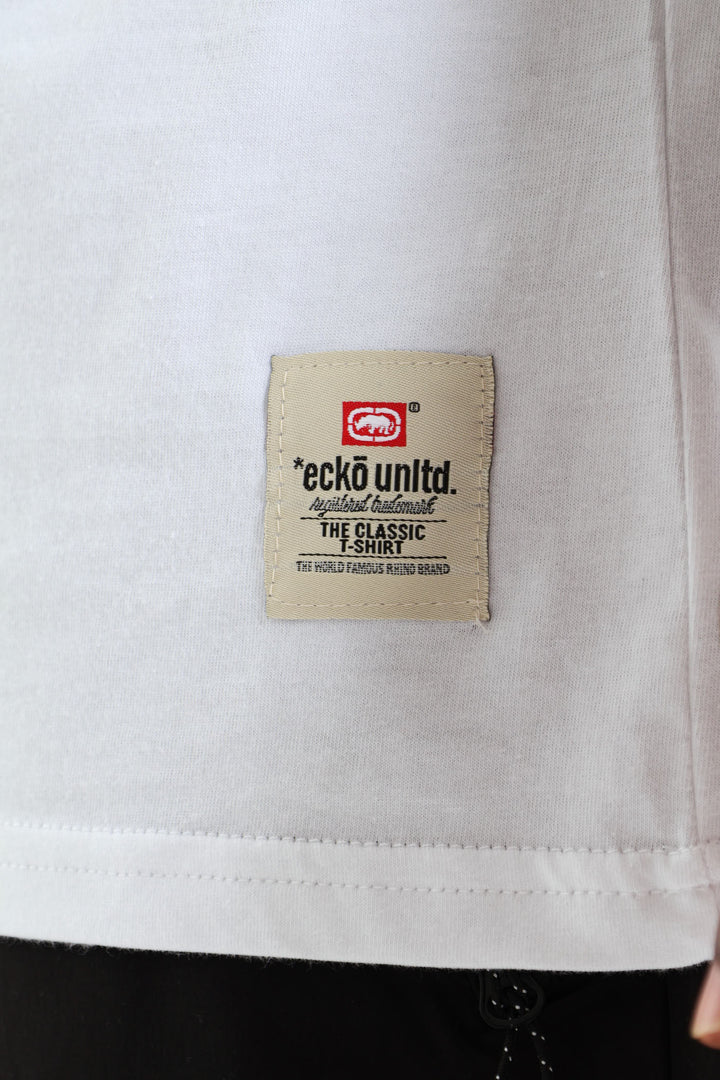 ®
*eckō unltd.
registered trademark
THE CLASSIC
T-SHIRT
THE WORLD FAMOUS RHINO BRAND